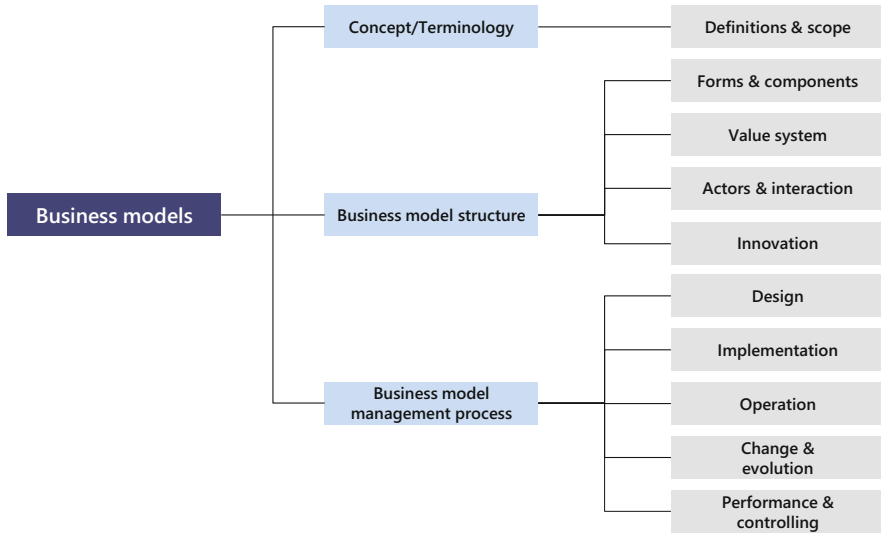 Business models
Concept/Terminology
Definitions & scope
Business model structure
Forms & components
Value system
Actors & interaction
Innovation
Business model
management process
Design
Implementation
Operation
Change &
evolution
Performance &
controlling